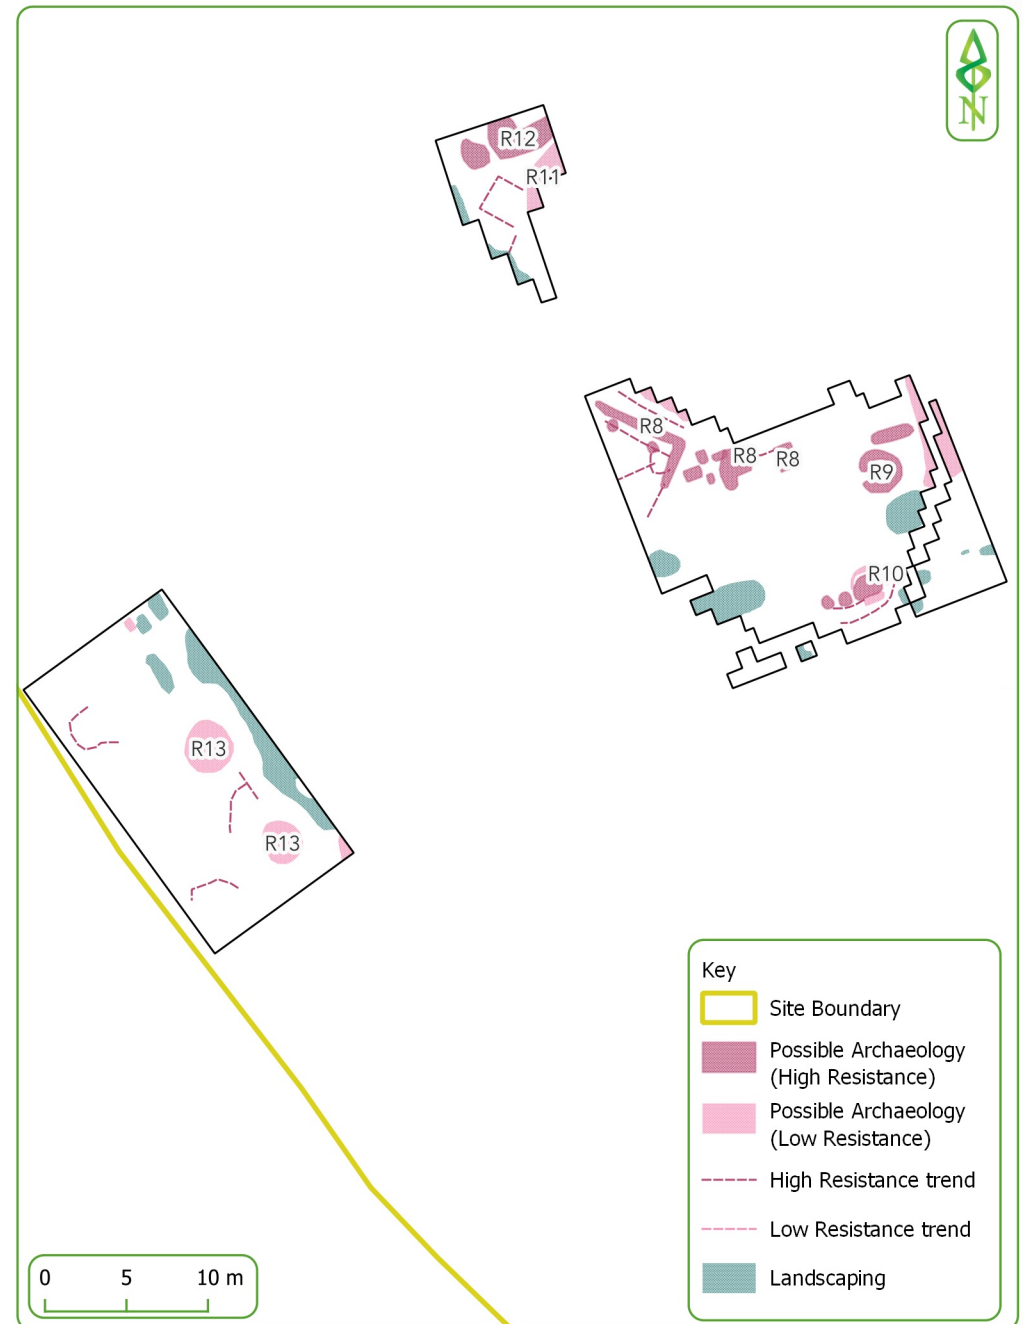 N
R12
R11
R8
R8
R8
R9
R10
R13
R13
Key
Site Boundary
Possible Archaeology
(High Resistance)
Possible Archaeology
(Low Resistance)
High Resistance trend
Low Resistance trend
Landscaping
0 5 10 m